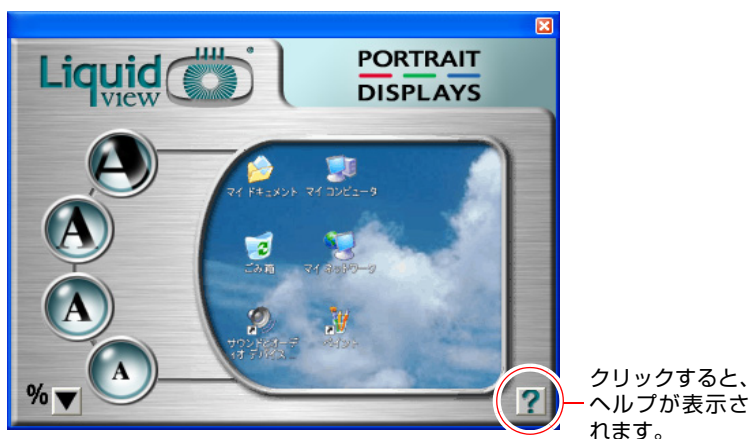 Liquid
view
PORTRAIT
DISPLAYS
A
マイ ドキュメント マイ コンピュータ
A
ごみ箱 マイ ネットワーク
A
サウンドとオーデ
ィオ デバイス... ペイント
A
% ?
クリックすると、
ヘルプが表示さ
れます。